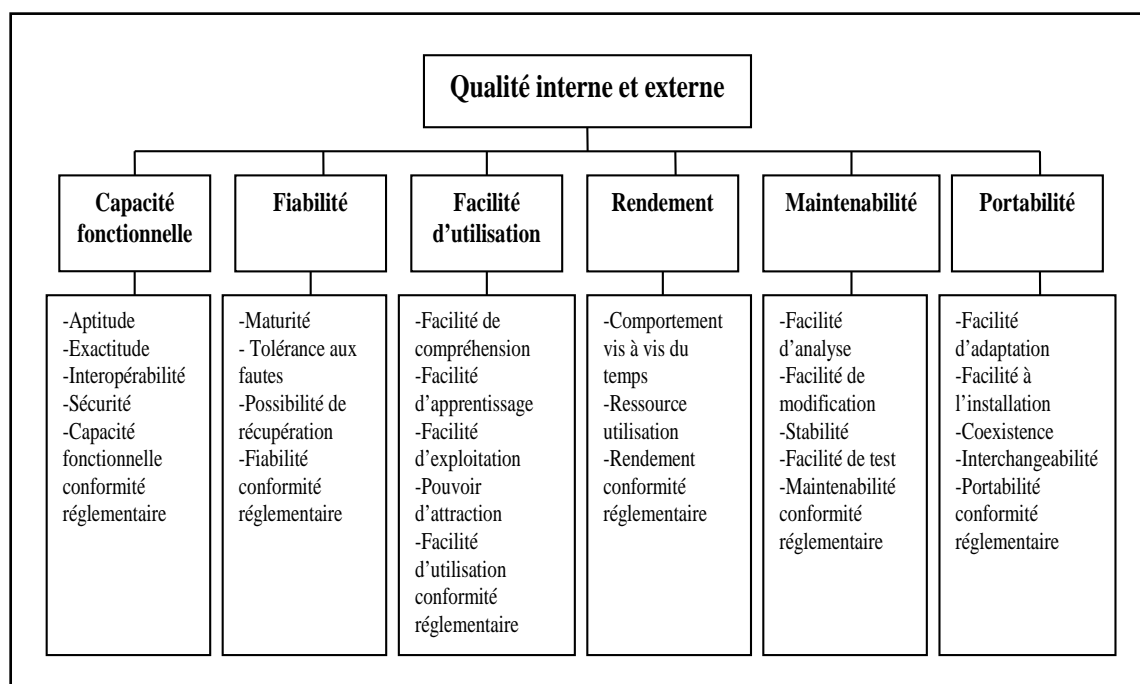 Qualité interne et externe
Capacité
fonctionnelle
Fiabilité
Facilité
d’utilisation
Rendement
Maintenabilité
Portabilité
-Aptitude
-Exactitude
-Interopérabilité
-Sécurité
-Capacité
fonctionnelle
conformité
réglementaire
-Maturité
- Tolérance aux
fautes
-Possibilité de
récupération
-Fiabilité
conformité
réglementaire
-Facilité de
compréhension
-Facilité
d’apprentissage
-Facilité
d’exploitation
-Pouvoir
d’attraction
-Facilité
d’utilisation
conformité
réglementaire
-Comportement
vis à vis du
temps
-Ressource
utilisation
-Rendement
conformité
réglementaire
-Facilité
d’analyse
-Facilité de
modification
-Stabilité
-Facilité de test
-Maintenabilité
conformité
réglementaire
-Facilité
d’adaptation
-Facilité à
l’installation
-Coexistence
-Interchangeabilité
-Portabilité
conformité
réglementaire